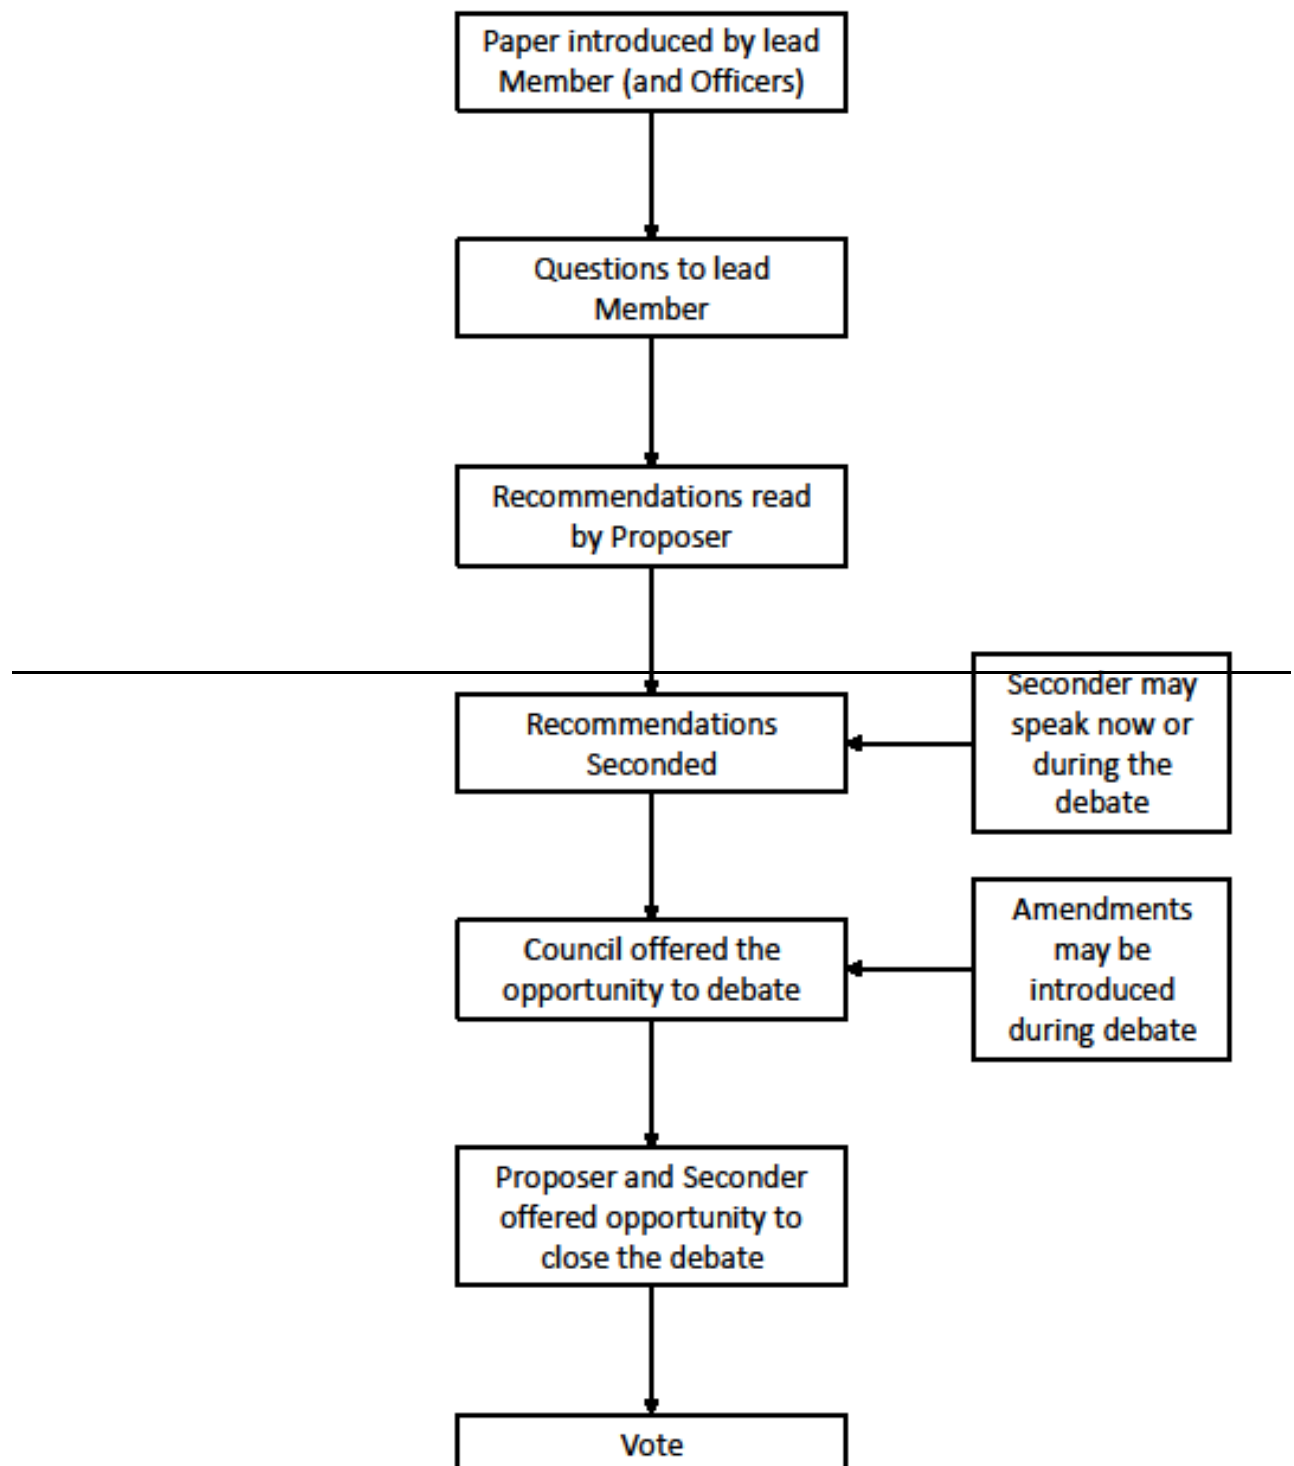 Paper introduced by lead
Member (and Officers)
Questions to lead
Member
Recommendations read
by Proposer
Recommendations
Seconded
Seconder may
speak now or
during the
debate
Council offered the
opportunity to debate
Amendments
may be
introduced
during debate
Proposer and Seconder
offered opportunity to
close the debate
Vote